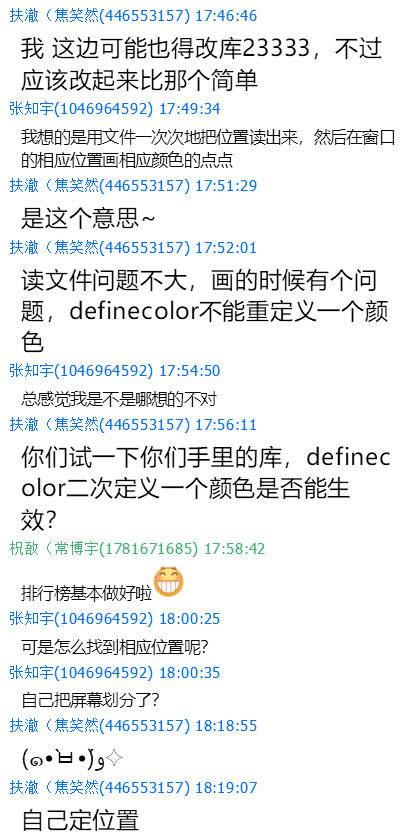 扶澈（焦笑然(446553157) 17:46:46
我 这边可能也得改库23333，不过
应该改起来比那个简单
张知宇(1046964592) 17:49:34
我想的是用文件一次次地把位置读出来，然后在窗口
的相应位置画相应颜色的点点
扶澈（焦笑然(446553157) 17:51:29
是这个意思~
扶澈（焦笑然(446553157) 17:52:01
读文件问题不大，画的时候有个问
题，definecolor不能重定义一个颜
色
张知宇(1046964592) 17:54:50
总感觉我是不是哪想的不对
扶澈（焦笑然(446553157) 17:56:11
你们试一下你们手里的库，definec
olor二次定义一个颜色是否能生
效？
祝敔（常博宇(1781671685) 17:58:42
排行榜基本做好啦
张知宇(1046964592) 18:00:25
可是怎么找到相应位置呢？
张知宇(1046964592) 18:00:35
自己把屏幕划分了？
扶澈（焦笑然(446553157) 18:18:55
(๑•̀ㅂ•́)و✧
扶澈（焦笑然(446553157) 18:19:07
自己定位置